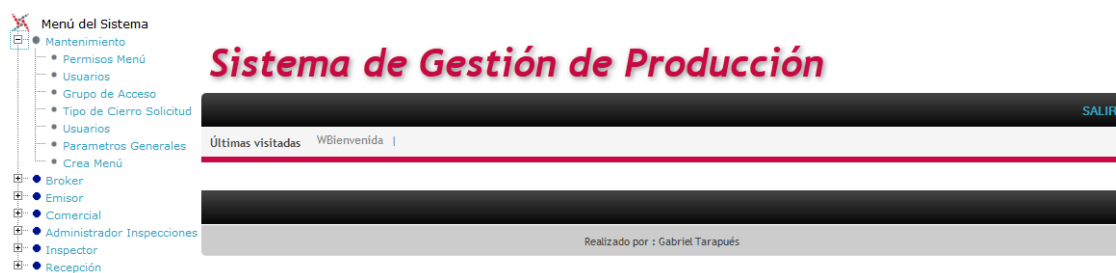 Menú del Sistema
Mantenimiento
Permisos Menú
Usuarios
Grupo de Acceso
Tipo de Cierro Solicitud
Usuarios
Parametros Generales
Crea Menú
Broker
Emisor
Comercial
Administrador Inspecciones
Inspector
Recepción
Sistema de Gestión de Producción
SALIR
Últimas visitadas WBienvenida |
Realizado por : Gabriel Tarapués